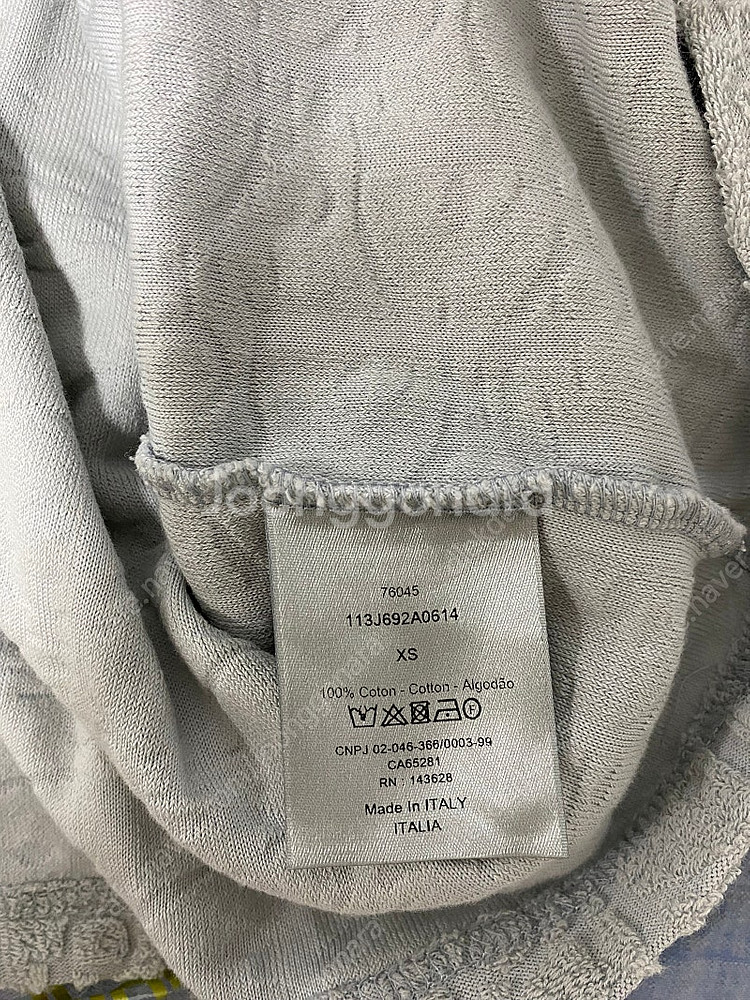 joonggonara
76045
113J692A0614
XS
100% Coton - Cotton - Algodão
CNPJ 02-046-366/0003-99
CA65281
RN : 143628
Made In ITALY
ITALIA